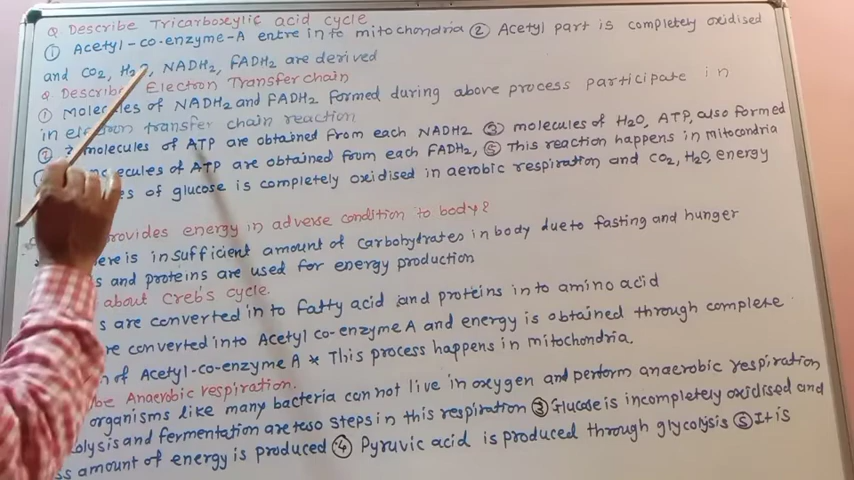 Q Describe Tricarboxylic acid cycle
① Acetyl-co-enzyme-A entre in to mitochondria ② Acetyl part is completely oxidised
and CO2, H2O, NADH2, FADH2 are derived
Q. Describe Electron Transfer chain
① Molecules of NADH2 and FADH2 formed during above process participate in
in electron transfer chain reaction
② 3 molecules of ATP are obtained from each NADH2 ③ molecules of H2O, ATP, also formed
molecules of ATP are obtained from each FADH2, ⑤ This reaction happens in mitocondria
es of glucose is completely oxidised in aerobic respiration and CO2, H2O, energy
provides energy in adverse condition to body?
here is insufficient amount of carbohydrates in body due to fasting and hunger
s and proteins are used for energy production
about Creb's cycle.
s are converted in to fatty acid and proteins in to amino acid
re converted into Acetyl co-enzyme A and energy is obtained through complete
n of Acetyl-co-enzyme A * This process happens in mitochondria.
be Anaerobic respiration.
organisms like many bacteria can not live in oxygen and perform anaerobic respiration
olysis and fermentation are two steps in this respiration ③ Glucose is incompletely oxidised and
ss amount of energy is produced ④ Pyruvic acid is produced through glycolysis ⑤ It is